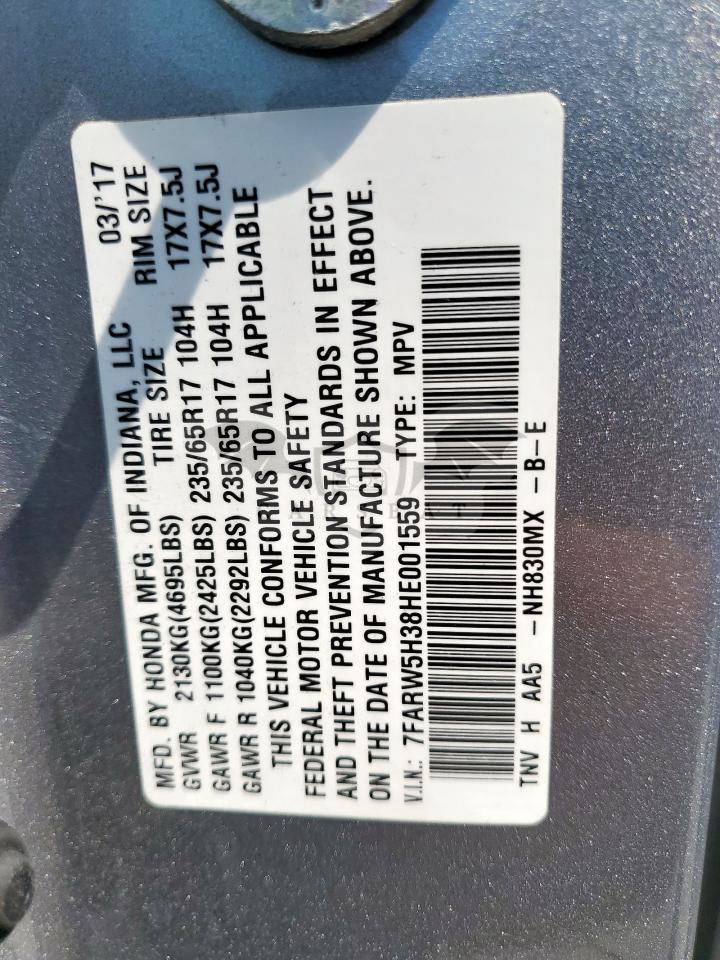 MFD. BY HONDA MFG. OF INDIANA, LLC 03/'17
TIRE SIZE RIM SIZE
GVWR 2130KG(4695LBS)
GAWR F 1100KG(2425LBS) 235/65R17 104H 17X7.5J
GAWR R 1040KG(2292LBS) 235/65R17 104H 17X7.5J
THIS VEHICLE CONFORMS TO ALL APPLICABLE
FEDERAL MOTOR VEHICLE SAFETY
AND THEFT PREVENTION STANDARDS IN EFFECT
ON THE DATE OF MANUFACTURE SHOWN ABOVE.
V.I.N.: 7FARW5H38HE001559 TYPE: MPV
TNV H AA5 -NH830MX -B-E